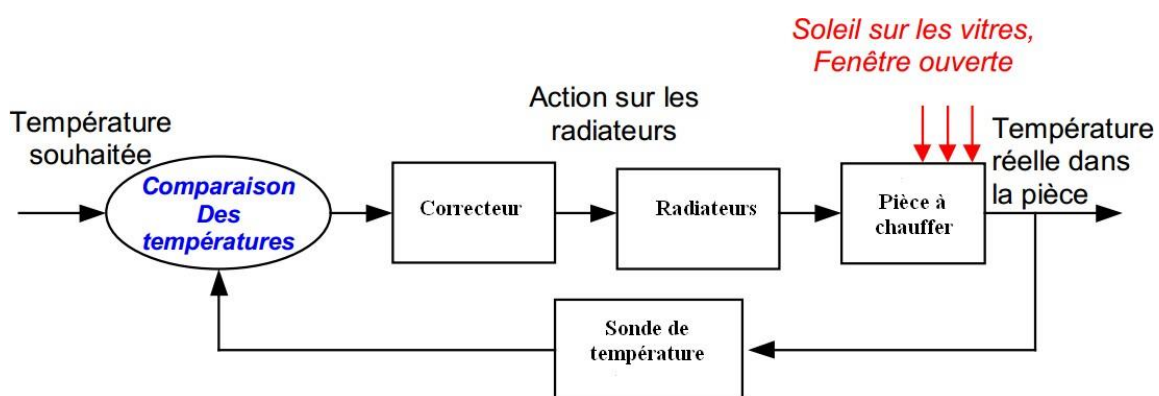 Soleil sur les vitres,
Fenêtre ouverte
Action sur les
radiateurs
Température
souhaitée
Température
réelle dans
la pièce
Comparaison
Des
températures
Correcteur
Radiateurs
Pièce à
chauffer
Sonde de
température